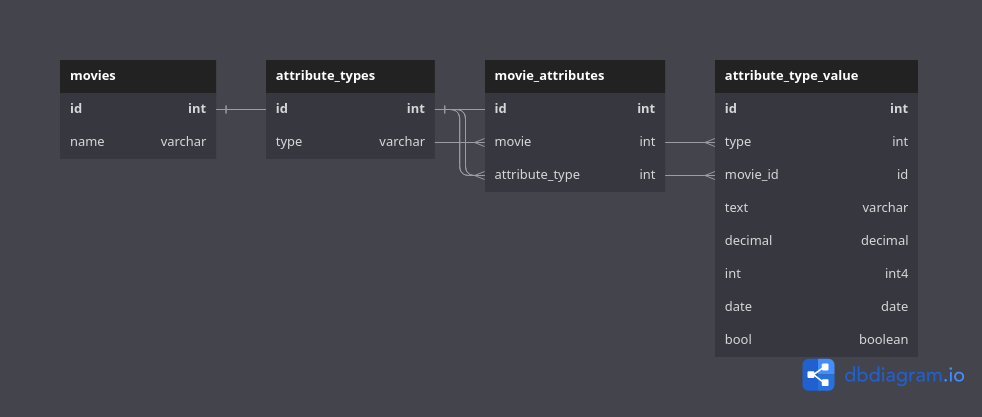 movies
id int
name varchar
attribute_types
id int
type varchar
movie_attributes
id int
movie int
attribute_type int
attribute_type_value
id int
type int
movie_id id
text varchar
decimal decimal
int int4
date date
bool boolean
dbdiagram.io